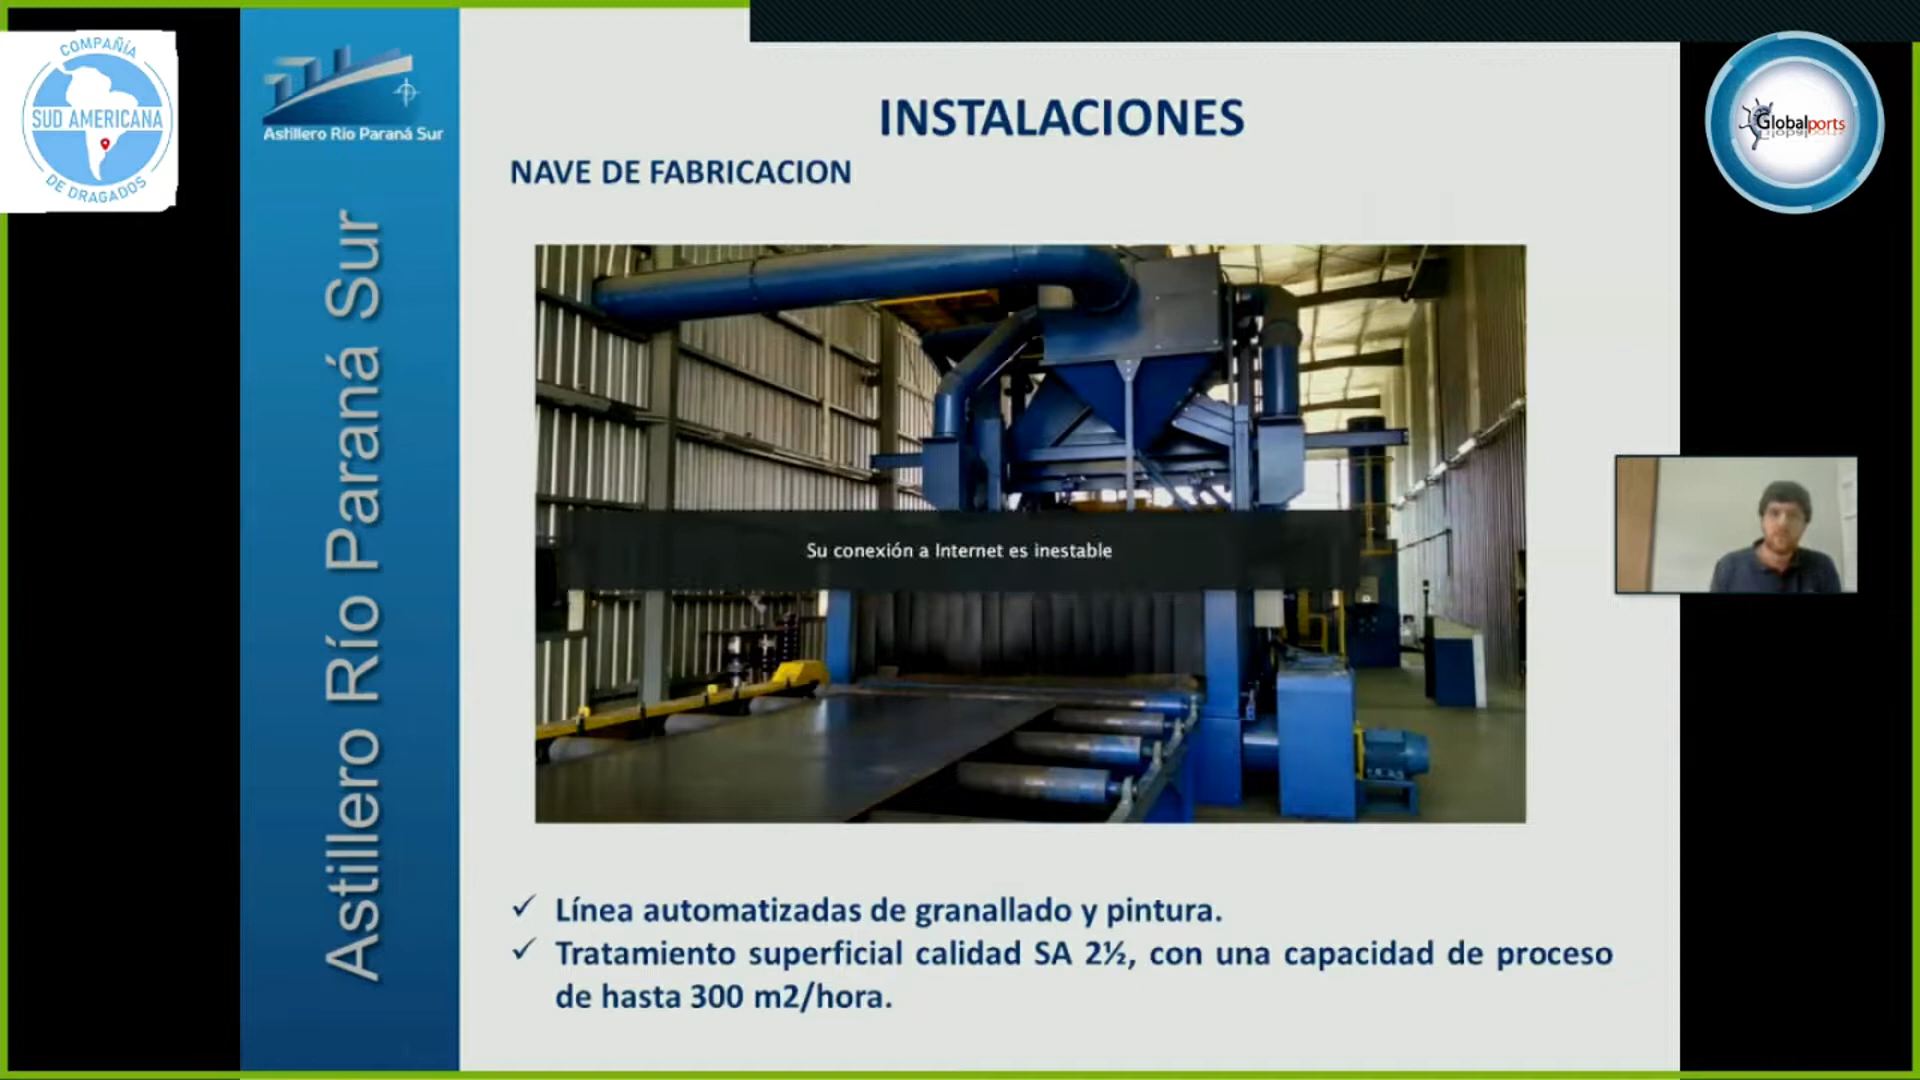 COMPAÑÍA
SUD AMERICANA
DE DRAGADOS
Astillero Río Paraná Sur
Astillero Río Paraná Sur
INSTALACIONES
NAVE DE FABRICACION
Globalports
Su conexión a Internet es inestable
✓ Línea automatizadas de granallado y pintura.
✓ Tratamiento superficial calidad SA 2½, con una capacidad de proceso
de hasta 300 m2/hora.